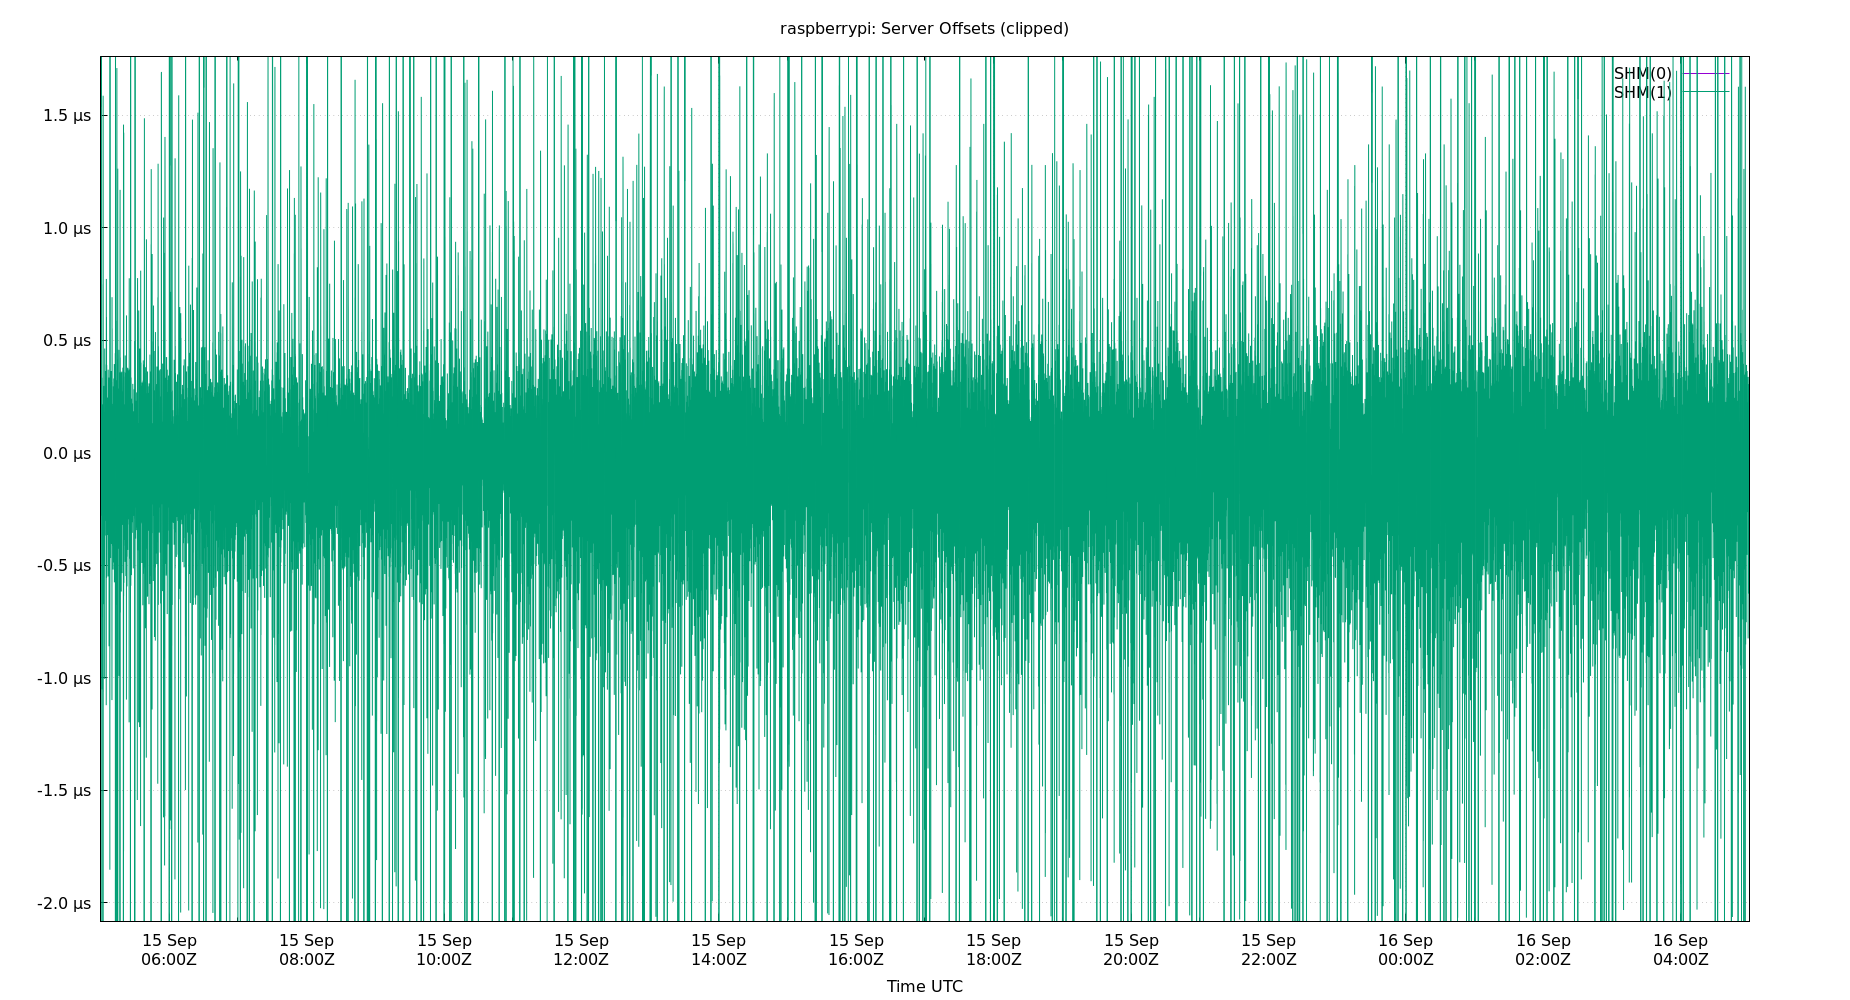 raspberrypi: Server Offsets (clipped)
SHM(0)
SHM(1)
1.5 µs
1.0 µs
0.5 µs
0.0 µs
-0.5 µs
-1.0 µs
-1.5 µs
-2.0 µs
15 Sep 15 Sep 15 Sep 15 Sep 15 Sep 15 Sep 15 Sep 15 Sep 15 Sep 16 Sep 16 Sep 16 Sep
06:00Z 08:00Z 10:00Z 12:00Z 14:00Z 16:00Z 18:00Z 20:00Z 22:00Z 00:00Z 02:00Z 04:00Z
Time UTC